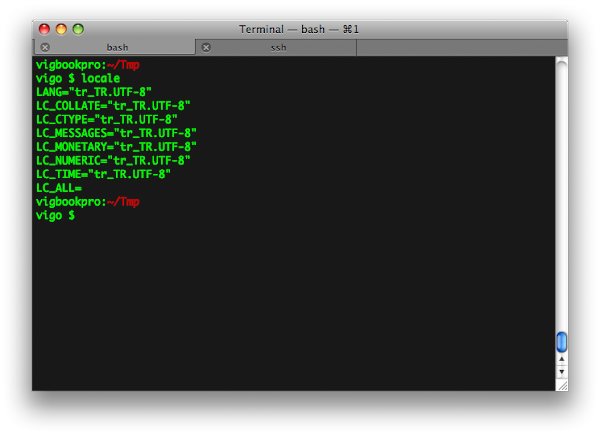 Terminal — bash — ⌘1
bash
ssh
vigbookpro:~/Tmp
vigo $ locale
LANG="tr_TR.UTF-8"
LC_COLLATE="tr_TR.UTF-8"
LC_CTYPE="tr_TR.UTF-8"
LC_MESSAGES="tr_TR.UTF-8"
LC_MONETARY="tr_TR.UTF-8"
LC_NUMERIC="tr_TR.UTF-8"
LC_TIME="tr_TR.UTF-8"
LC_ALL=
vigbookpro:~/Tmp
vigo $